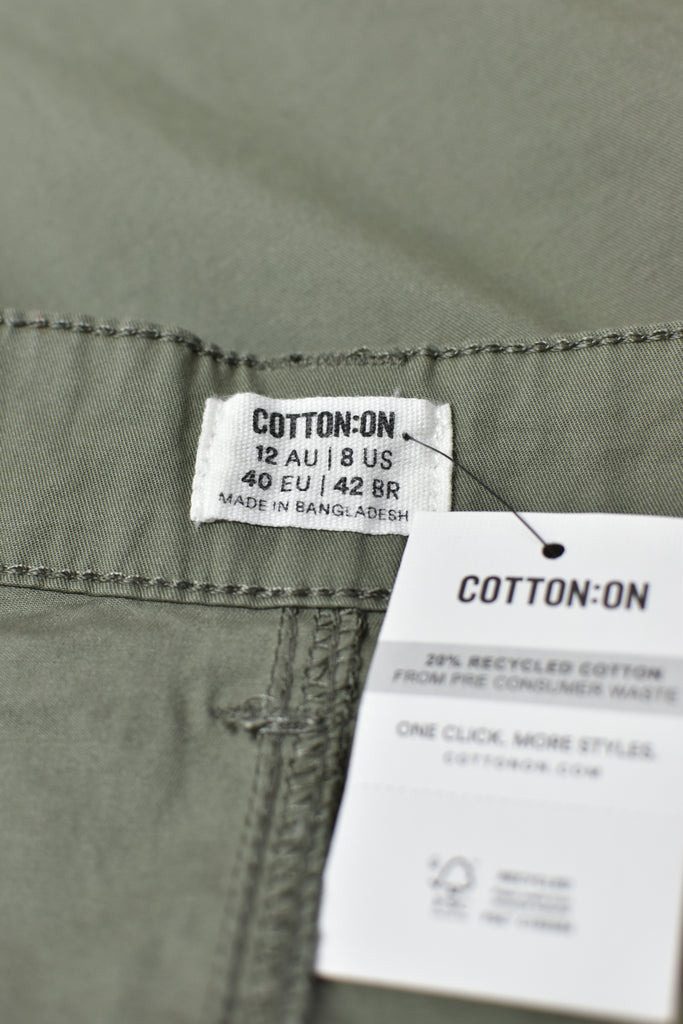 COTTON:ON
12 AU | 8 US
40 EU | 42 BR
MADE IN BANGLADESH
COTTON:ON
20% RECYCLED COTTON
FROM PRE CONSUMER WASTE
ONE CLICK. MORE STYLES.
COTTONON.COM